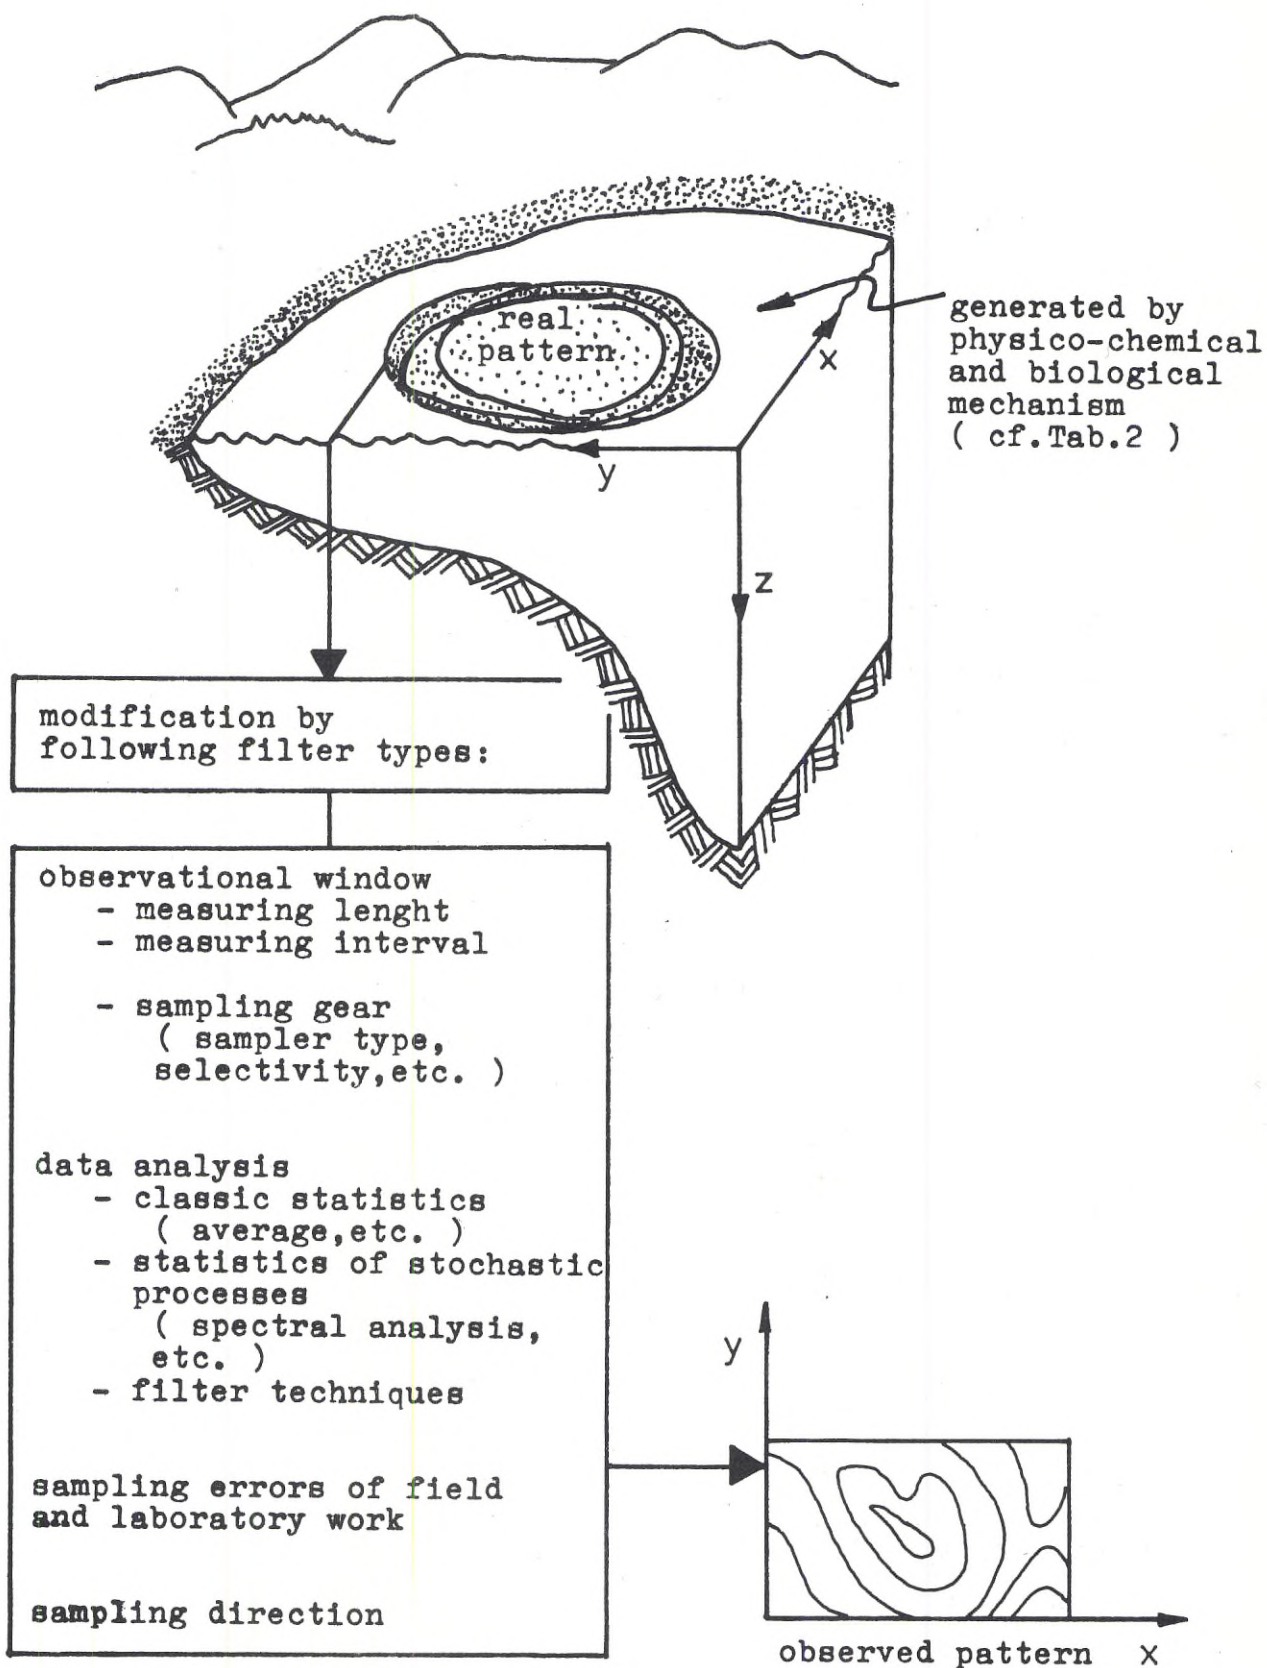 real
pattern
generated by
physico-chemical
and biological
mechanism
( cf.Tab.2 )
x
y
z
modification by
following filter types:
observational window
- measuring lenght
- measuring interval
- sampling gear
( sampler type,
selectivity,etc. )
data analysis
- classic statistics
( average,etc. )
- statistics of stochastic
processes
( spectral analysis,
etc. )
- filter techniques
sampling errors of field
and laboratory work
sampling direction
y
observed pattern x